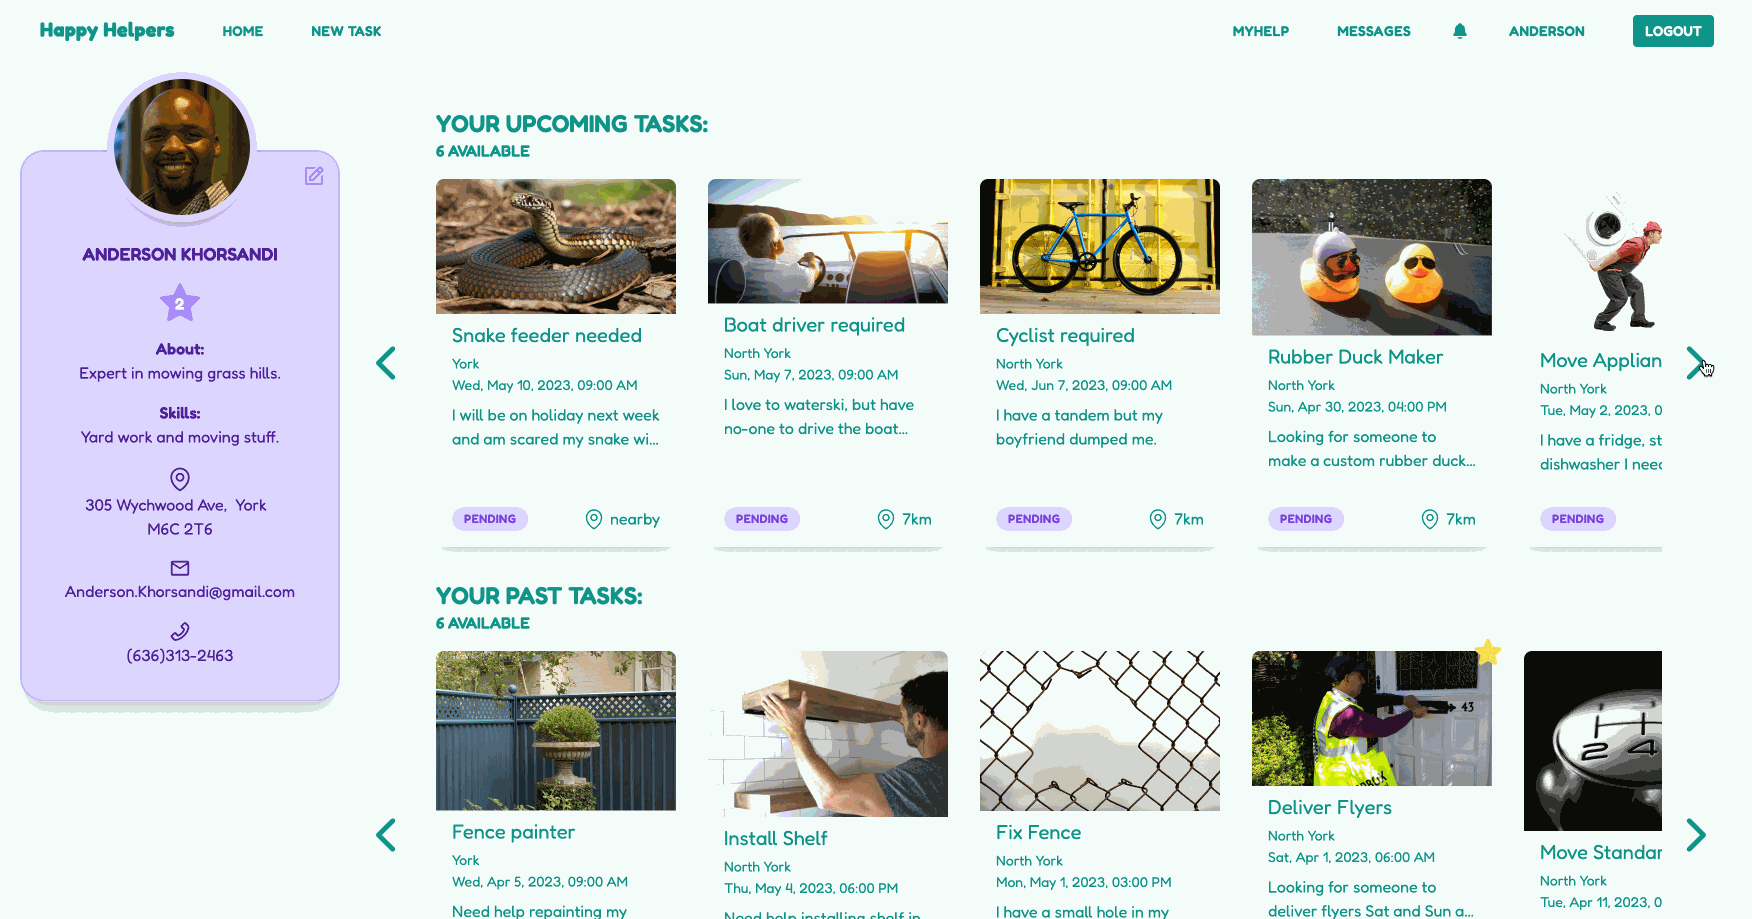 Happy Helpers
HOME
NEW TASK
MYHELP
MESSAGES
ANDERSON
LOGOUT
ANDERSON KHORSANDI
2
About:
Expert in mowing grass hills.
Skills:
Yard work and moving stuff.
305 Wychwood Ave, York
M6C 2T6
Anderson.Khorsandi@gmail.com
(636)313-2463
YOUR UPCOMING TASKS:
6 AVAILABLE
Snake feeder needed
York
Wed, May 10, 2023, 09:00 AM
I will be on holiday next week
and am scared my snake wi...
PENDING
nearby
Boat driver required
North York
Sun, May 7, 2023, 09:00 AM
I love to waterski, but have
no-one to drive the boat...
PENDING
7km
Cyclist required
North York
Wed, Jun 7, 2023, 09:00 AM
I have a tandem but my
boyfriend dumped me.
PENDING
7km
Rubber Duck Maker
North York
Sun, Apr 30, 2023, 04:00 PM
Looking for someone to
make a custom rubber duck...
PENDING
7km
Move Applian
North York
Tue, May 2, 2023, 0
I have a fridge, st
dishwasher I need
PENDING
YOUR PAST TASKS:
6 AVAILABLE
Fence painter
York
Wed, Apr 5, 2023, 09:00 AM
Need help repainting my
Install Shelf
North York
Thu, May 4, 2023, 06:00 PM
Need help installing shelf in
Fix Fence
North York
Mon, May 1, 2023, 03:00 PM
I have a small hole in my
43
Deliver Flyers
North York
Sat, Apr 1, 2023, 06:00 AM
Looking for someone to
deliver flyers Sat and Sun a...
2 4
Move Standar
North York
Tue, Apr 11, 2023, 0